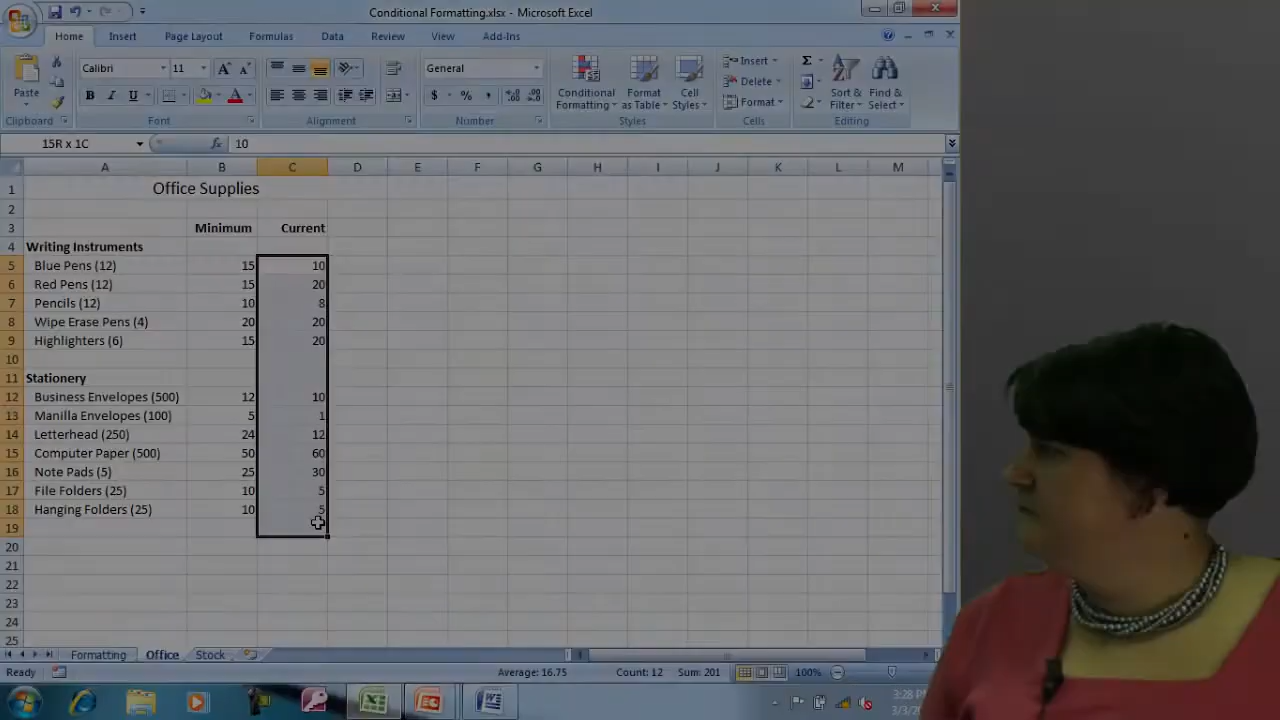 Conditional Formatting.xlsx - Microsoft Excel
Home Insert Page Layout Formulas Data Review View Add-Ins
Calibri 11 General Insert Σ
Paste B I U $ % , Conditional Formatting Format as Table Cell Styles Delete Format Sort & Filter Find & Select
Clipboard Font Alignment Number Styles Cells Editing
15R x 1C fx 10
A B C D E F G H I J K L M
1 Office Supplies
2
3 Minimum Current
4 Writing Instruments
5 Blue Pens (12) 15 10
6 Red Pens (12) 15 20
7 Pencils (12) 10 8
8 Wipe Erase Pens (4) 20 20
9 Highlighters (6) 15 20
10
11 Stationery
12 Business Envelopes (500) 12 10
13 Manilla Envelopes (100) 5 1
14 Letterhead (250) 24 12
15 Computer Paper (500) 50 60
16 Note Pads (5) 25 30
17 File Folders (25) 10 5
18 Hanging Folders (25) 10 5
19
20
21
22
23
24
25
Formatting Office Stock
Ready Average: 16.75 Count: 12 Sum: 201 100%
3:28